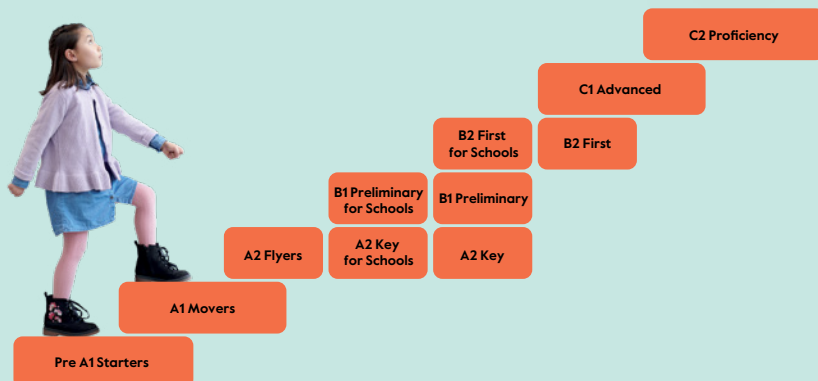 C2 Proficiency
C1 Advanced
B2 First
for Schools
B2 First
B1 Preliminary
for Schools
B1 Preliminary
A2 Flyers
A2 Key
for Schools
A2 Key
A1 Movers
Pre A1 Starters